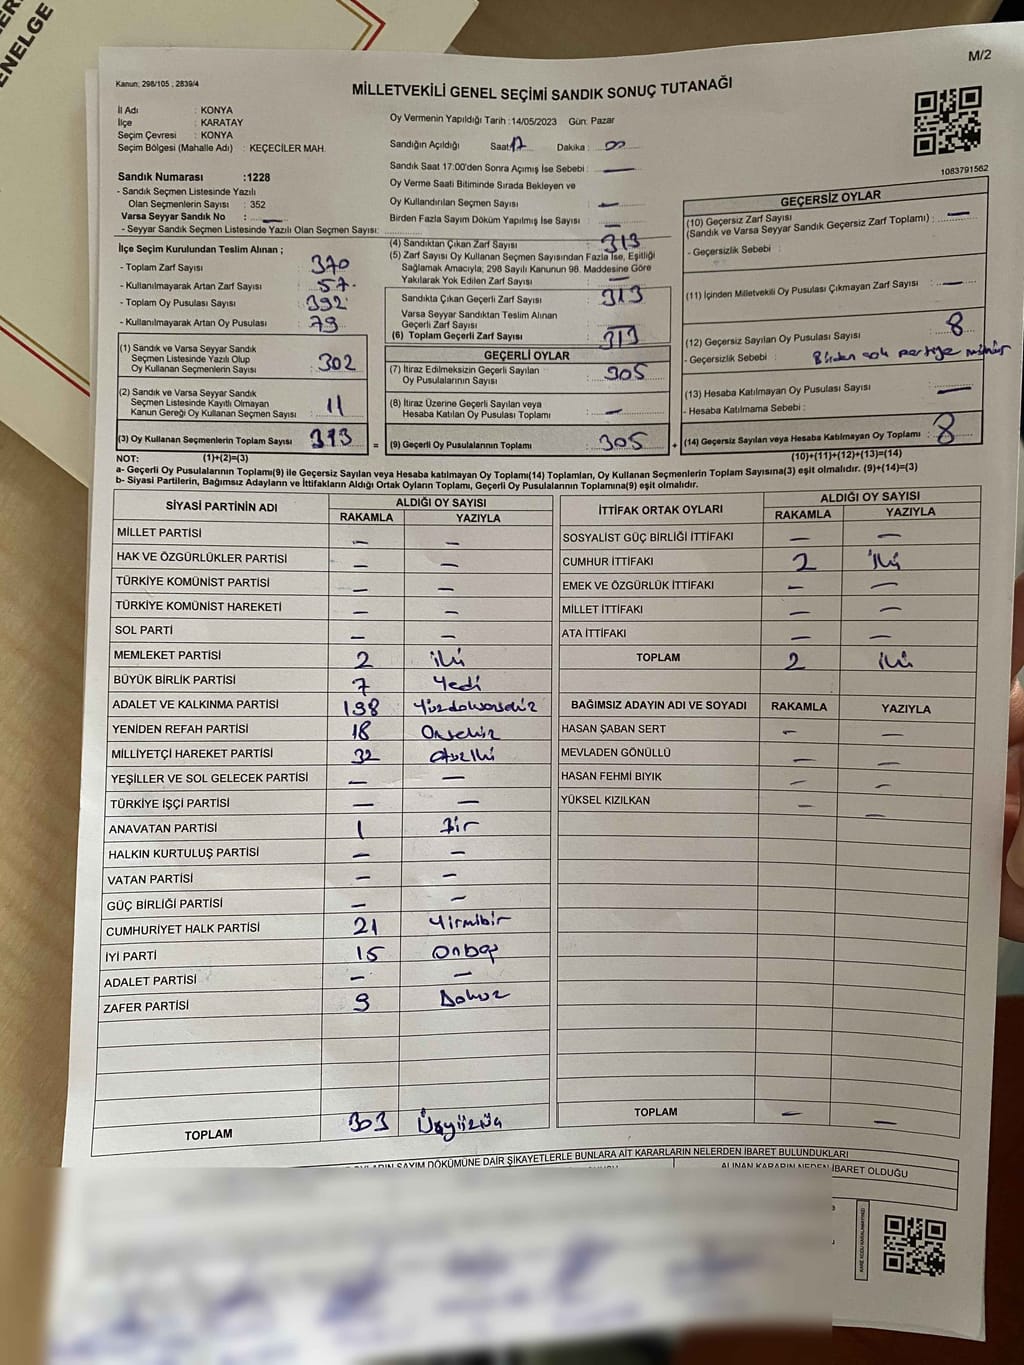 ENELGE
M/2
Kanun; 298/105 , 2839/4
MİLLETVEKİLİ GENEL SEÇİMİ SANDIK SONUÇ TUTANAĞI
İl Adı : KONYA
İlçe : KARATAY
Seçim Çevresi : KONYA
Seçim Bölgesi (Mahalle Adı) : KEÇECİLER MAH.
Oy Vermenin Yapıldığı Tarih :14/05/2023 Gün: Pazar
Sandığın Açıldığı Saat: 17 Dakika : 00
Sandık Saat 17:00'den Sonra Açımış İse Sebebi : —
Oy Verme Saati Bitiminde Sırada Bekleyen ve
Oy Kullandırılan Seçmen Sayısı : —
Birden Fazla Sayım Döküm Yapılmış İse Sayısı :
1083791562
Sandık Numarası :1228
- Sandık Seçmen Listesinde Yazılı
Olan Seçmenlerin Sayısı : 352
Varsa Seyyar Sandık No : —
- Seyyar Sandık Seçmen Listesinde Yazılı Olan Seçmen Sayısı:
İlçe Seçim Kurulundan Teslim Alınan ;
- Toplam Zarf Sayısı : 370
- Kullanılmayarak Artan Zarf Sayısı : 57
- Toplam Oy Pusulası Sayısı : 392
- Kullanılmayarak Artan Oy Pusulası : 79
(1) Sandık ve Varsa Seyyar Sandık
Seçmen Listesinde Yazılı Olup
Oy Kullanan Seçmenlerin Sayısı : 302
(2) Sandık ve Varsa Seyyar Sandık
Seçmen Listesinde Kayıtlı Olmayan
Kanun Gereği Oy Kullanan Seçmen Sayısı : 11
(3) Oy Kullanan Seçmenlerin Toplam Sayısı : 313
(4) Sandıktan Çıkan Zarf Sayısı : 313
(5) Zarf Sayısı Oy Kullanan Seçmen Sayısından Fazla İse, Eşitliği
Sağlamak Amacıyla; 298 Sayılı Kanunun 98. Maddesine Göre
Yakılarak Yok Edilen Zarf Sayısı : —
Sandıkta Çıkan Geçerli Zarf Sayısı : 313
Varsa Seyyar Sandıktan Teslim Alınan
Geçerli Zarf Sayısı :
(6) Toplam Geçerli Zarf Sayısı : 313
GEÇERLİ OYLAR
(7) İtiraz Edilmeksizin Geçerli Sayılan
Oy Pusulalarının Sayısı : 305
(8) İtiraz Üzerine Geçerli Sayılan veya
Hesaba Katılan Oy Pusulası Toplamı : —
= (9) Geçerli Oy Pusulalarının Toplamı : 305 +
GEÇERSİZ OYLAR
(10) Geçersiz Zarf Sayısı
(Sandık ve Varsa Seyyar Sandık Geçersiz Zarf Toplamı) : —
- Geçersizlik Sebebi :
(11) İçinden Milletvekili Oy Pusulası Çıkmayan Zarf Sayısı : —
(12) Geçersiz Sayılan Oy Pusulası Sayısı : 8
- Geçersizlik Sebebi : Birden çok partiye mühür
(13) Hesaba Katılmayan Oy Pusulası Sayısı : —
- Hesaba Katılmama Sebebi :
(14) Geçersiz Sayılan veya Hesaba Katılmayan Oy Toplamı : 8
NOT: (1)+(2)=(3)
(10)+(11)+(12)+(13)=(14)
a- Geçerli Oy Pusulalarının Toplamı(9) ile Geçersiz Sayılan veya Hesaba katılmayan Oy Toplamı(14) Toplamları, Oy Kullanan Seçmenlerin Toplam Sayısına(3) eşit olmalıdır. (9)+(14)=(3)
b- Siyasi Partilerin, Bağımsız Adayların ve İttifakların Aldığı Ortak Oyların Toplamı, Geçerli Oy Pusulalarının Toplamına(9) eşit olmalıdır.
SİYASİ PARTİNİN ADI ALDIĞI OY SAYISI
RAKAMLA YAZIYLA
MİLLET PARTİSİ — —
HAK VE ÖZGÜRLÜKLER PARTİSİ — —
TÜRKİYE KOMÜNİST PARTİSİ — —
TÜRKİYE KOMÜNİST HAREKETİ — —
SOL PARTİ — —
MEMLEKET PARTİSİ 2 iki
BÜYÜK BİRLİK PARTİSİ 7 Yedi
ADALET VE KALKINMA PARTİSİ 198 Yüzdoksansekiz
YENİDEN REFAH PARTİSİ 18 Onsekiz
MİLLİYETÇİ HAREKET PARTİSİ 32 otuziki
YEŞİLLER VE SOL GELECEK PARTİSİ — —
TÜRKİYE İŞÇİ PARTİSİ — —
ANAVATAN PARTİSİ 1 Bir
HALKIN KURTULUŞ PARTİSİ — —
VATAN PARTİSİ — —
GÜÇ BİRLİĞİ PARTİSİ — —
CUMHURİYET HALK PARTİSİ 21 Yirmibir
İYİ PARTİ 15 Onbeş
ADALET PARTİSİ — —
ZAFER PARTİSİ 9 Dokuz
TOPLAM 303 Üçyüzüç
İTTİFAK ORTAK OYLARI ALDIĞI OY SAYISI
RAKAMLA YAZIYLA
SOSYALİST GÜÇ BİRLİĞİ İTTİFAKI — —
CUMHUR İTTİFAKI 2 iki
EMEK VE ÖZGÜRLÜK İTTİFAKI — —
MİLLET İTTİFAKI — —
ATA İTTİFAKI — —
TOPLAM 2 iki
BAĞIMSIZ ADAYIN ADI VE SOYADI RAKAMLA YAZIYLA
HASAN ŞABAN SERT — —
MEVLADEN GÖNÜLLÜ — —
HASAN FEHMİ BIYIK — —
YÜKSEL KIZILKAN — —
TOPLAM — —
SAYIM DÖKÜMÜNE DAİR ŞİKAYETLERLE BUNLARA AİT KARARLARIN NELERDEN İBARET BULUNDUKLARI
ALINAN KARARIN NEDEN İBARET OLDUĞU